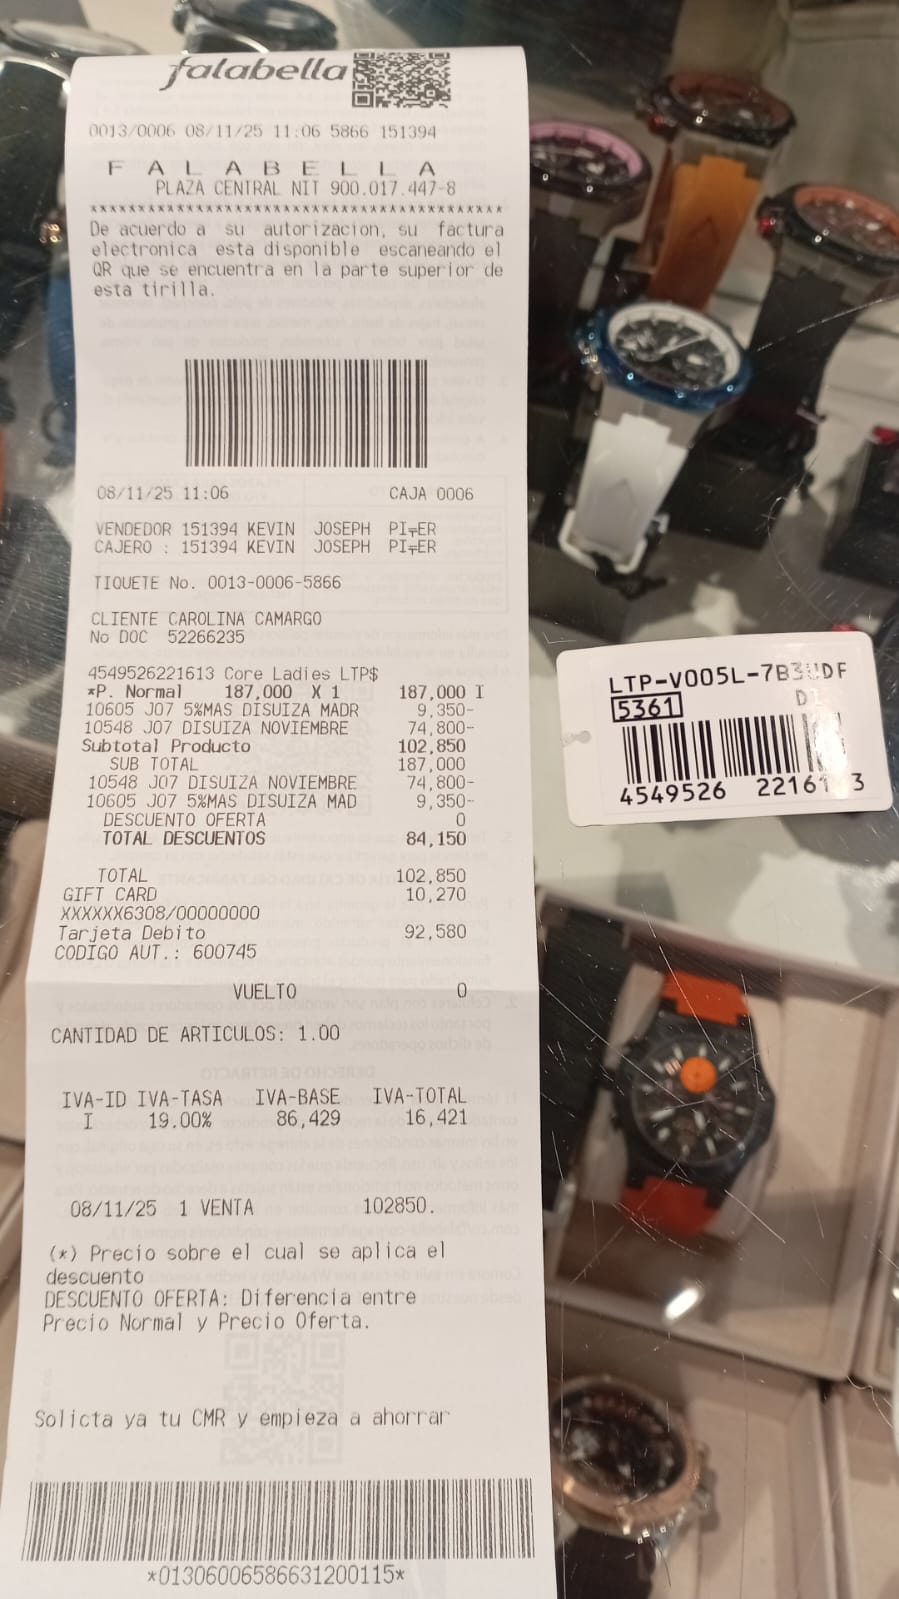 falabella
0013/0006 08/11/25 11:06 5866 151394
F A L A B E L L A
PLAZA CENTRAL NIT 900.017.447-8
*******************************************
De acuerdo a su autorizacion, su factura
electronica esta disponible escaneando el
QR que se encuentra en la parte superior de
esta tirilla.
08/11/25 11:06 CAJA 0006
VENDEDOR 151394 KEVIN JOSEPH PI╤ER
CAJERO : 151394 KEVIN JOSEPH PI╤ER
TIQUETE No. 0013-0006-5866
CLIENTE CAROLINA CAMARGO
No DOC 52266235
4549526221613 Core Ladies LTP$
*P. Normal 187,000 X 1 187,000 I
10605 J07 5%MAS DISUIZA MADR 9,350-
10548 J07 DISUIZA NOVIEMBRE 74,800-
Subtotal Producto 102,850
SUB TOTAL 187,000
10548 J07 DISUIZA NOVIEMBRE 74,800-
10605 J07 5%MAS DISUIZA MAD 9,350-
DESCUENTO OFERTA 0
TOTAL DESCUENTOS 84,150
TOTAL 102,850
GIFT CARD 10,270
XXXXXX6308/00000000
Tarjeta Debito 92,580
CODIGO AUT.: 600745
VUELTO 0
CANTIDAD DE ARTICULOS: 1.00
IVA-ID IVA-TASA IVA-BASE IVA-TOTAL
I 19.00% 86,429 16,421
08/11/25 1 VENTA 102850.
(*) Precio sobre el cual se aplica el
descuento
DESCUENTO OFERTA: Diferencia entre
Precio Normal y Precio Oferta.
Solicta ya tu CMR y empieza a ahorrar
*01306006586631200115*
LTP-V005L-7B3UDF
5361
4549526 221613